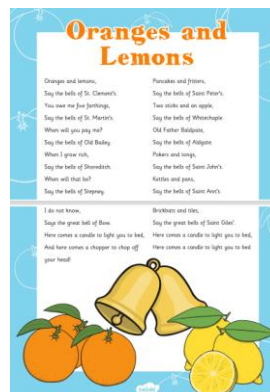 Oranges and
Lemons
Oranges and lemons,
Say the bells of St. Clement's.
You owe me five farthings,
Say the bells of St. Martin's.
When will you pay me?
Say the bells of Old Bailey.
When I grow rich,
Say the bells of Shoreditch.
When will that be?
Say the bells of Stepney,
I do not know,
Says the great bell of Bow.
Here comes a candle to light you to bed,
And here comes a chopper to chop off
your head!
Pancakes and fritters,
Say the bells of Saint Peter's.
Two sticks and an apple,
Say the bells of Whitechaple.
Old Father Baldpate,
Say the bells of Aldgate.
Pokers and tongs,
Say the bells of Saint John's.
Kettles and pans,
Say the bells of Saint Ann's.
Brickbats and tiles,
Say the great bells of Saint Giles'.
Here comes a candle to light you to bed,
Here comes a candle to light you to bed